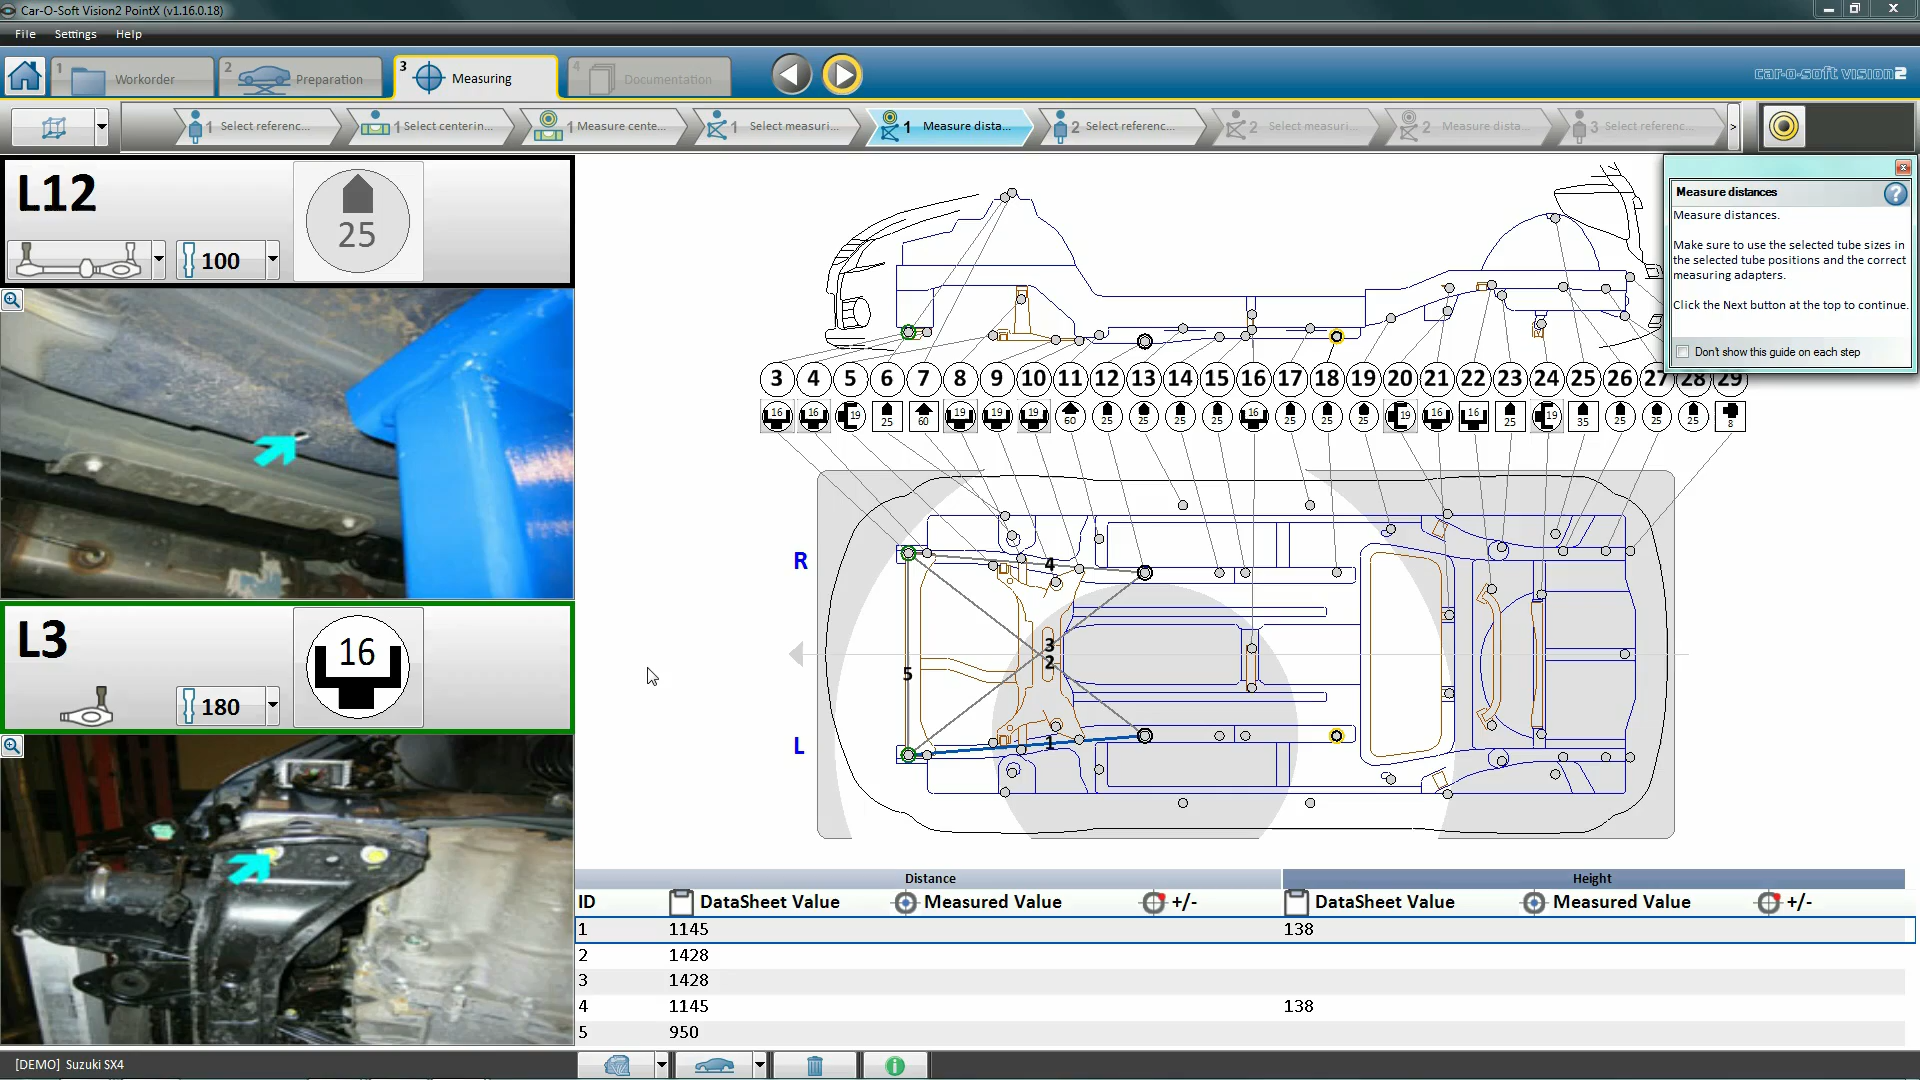 Car-O-Soft Vision2 PointX (v1.16.0.18)
File Settings Help
1 Workorder
2 Preparation
3 Measuring
4 Documentation
car-o-soft vision2
1 Select referenc...
1 Select centerin...
1 Measure cente...
1 Select measuri...
1 Measure dista...
2 Select referenc...
2 Select measuri...
2 Measure dista...
3 Select referenc...
>
L12
25
100
Measure distances
?
Measure distances.
Make sure to use the selected tube sizes in
the selected tube positions and the correct
measuring adapters.
Click the Next button at the top to continue.
Don't show this guide on each step
3 4 5 6 7 8 9 10 11 12 13 14 15 16 17 18 19 20 21 22 23 24 25 26 27 28 29
16 16 19 25 60 19 19 19 60 25 25 25 25 16 25 25 25 19 16 16 25 19 35 25 25 25 8
R
4
3
2
5
L
1
L3
16
180
Distance Height
ID DataSheet Value Measured Value +/- DataSheet Value Measured Value +/-
1 1145 138
2 1428
3 1428
4 1145 138
5 950
[DEMO] Suzuki SX4